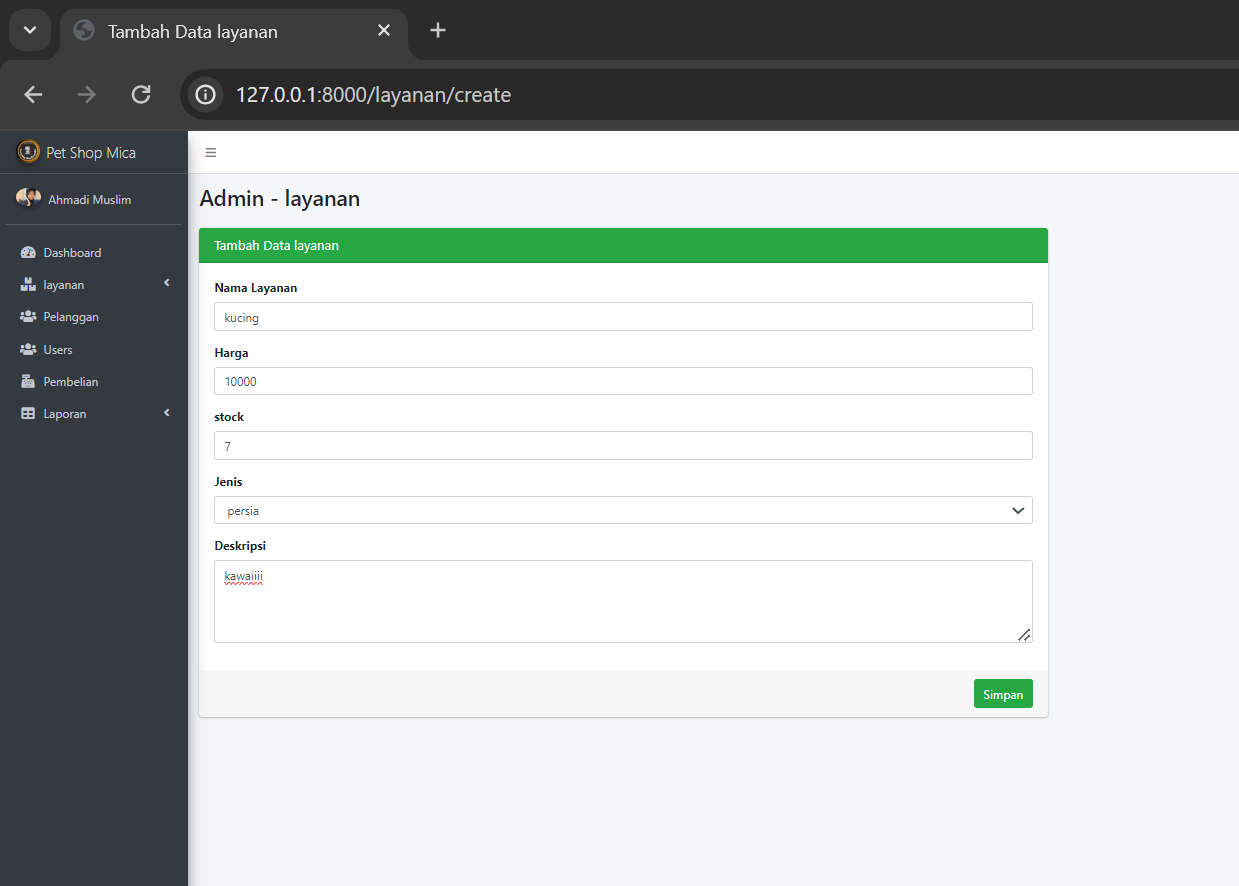 Tambah Data layanan
127.0.0.1:8000/layanan/create
Pet Shop Mica
Ahmadi Muslim
Dashboard
layanan
Pelanggan
Users
Pembelian
Laporan
Admin - layanan
Tambah Data layanan
Nama Layanan
kucing
Harga
10000
stock
7
Jenis
persia
Deskripsi
kawaiiii
Simpan